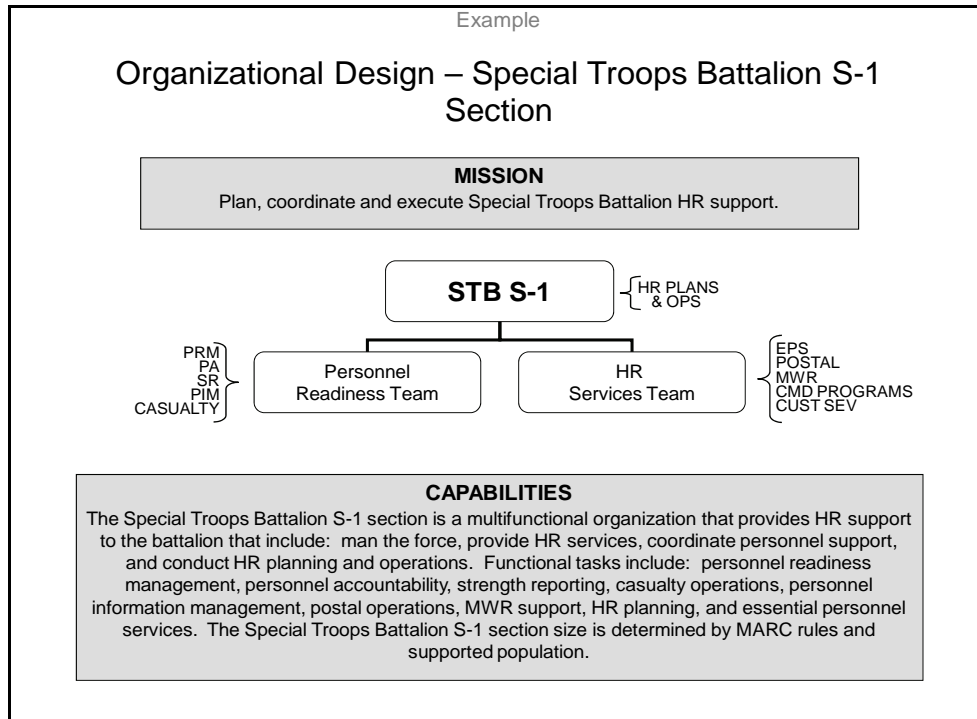 Example
Organizational Design – Special Troops Battalion S-1
Section
MISSION
Plan, coordinate and execute Special Troops Battalion HR support.
STB S-1
HR PLANS
& OPS
PRM
PA
SR
PIM
CASUALTY
Personnel
Readiness Team
HR
Services Team
EPS
POSTAL
MWR
CMD PROGRAMS
CUST SEV
CAPABILITIES
The Special Troops Battalion S-1 section is a multifunctional organization that provides HR support
to the battalion that include:  man the force, provide HR services, coordinate personnel support,
and conduct HR planning and operations.  Functional tasks include:  personnel readiness
management, personnel accountability, strength reporting, casualty operations, personnel
information management, postal operations, MWR support, HR planning, and essential personnel
services.  The Special Troops Battalion S-1 section size is determined by MARC rules and
supported population.